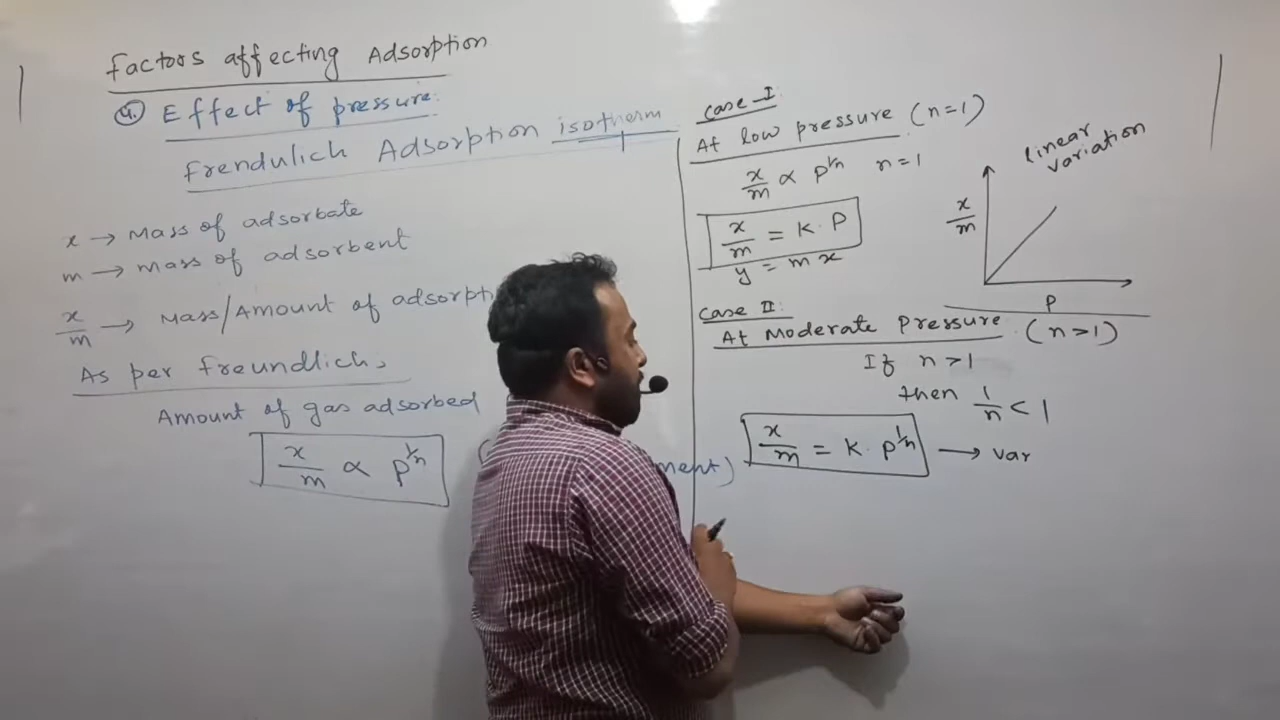 Factors affecting Adsorption
4. Effect of pressure:
Frendulich Adsorption isotherm
x → Mass of adsorbate
m → Mass of adsorbent
x/m → Mass/Amount of adsorpti
As per freundlich,
Amount of gas adsorbed
x/m ∝ p^1/n
ment)
Case-I:
At low pressure (n=1)
x/m ∝ p^1/n n=1
x/m = K.P
y = mx
linear
variation
x/m
P
Case II:
At Moderate Pressure. (n>1)
If n>1
then 1/n < 1
x/m = K. p^1/n → var